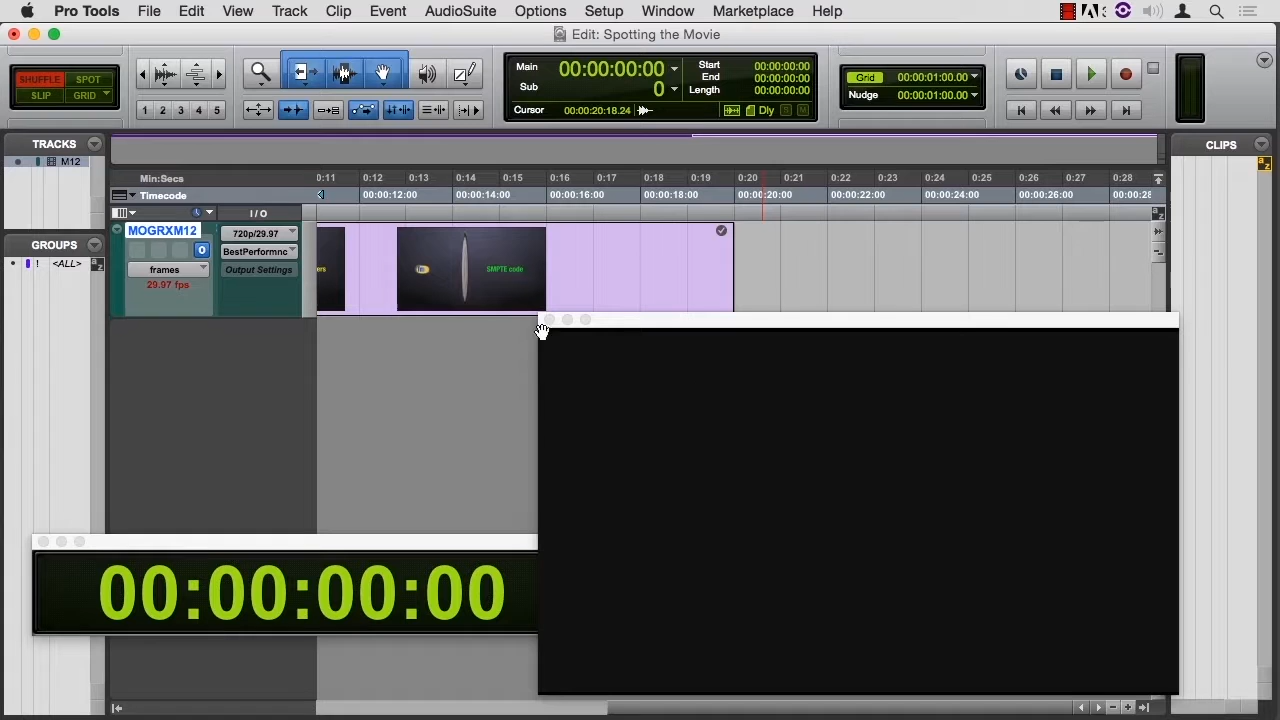 Pro Tools File Edit View Track Clip Event AudioSuite Options Setup Window Marketplace Help
Edit: Spotting the Movie
SHUFFLE SPOT
SLIP GRID
1 2 3 4 5
Main 00:00:00:00
Sub 0
Start 00:00:00:00
End 00:00:00:00
Length 00:00:00:00
Cursor 00:00:20:18.24
Dly S M
Grid 00:00:01:00.00
Nudge 00:00:01:00.00
TRACKS
M12
GROUPS
! <ALL>
CLIPS
Min:Secs 0:11 0:12 0:13 0:14 0:15 0:16 0:17 0:18 0:19 0:20 0:21 0:22 0:23 0:24 0:25 0:26 0:27 0:28
Timecode 00:00:12:00 00:00:14:00 00:00:16:00 00:00:18:00 00:00:20:00 00:00:22:00 00:00:24:00 00:00:26:00 00:00:28
I / O
MOGRXM12
O
frames
29.97 fps
720p/29.97
BestPerformnc
Output Settings
ers
SMPTE code
00:00:00:00